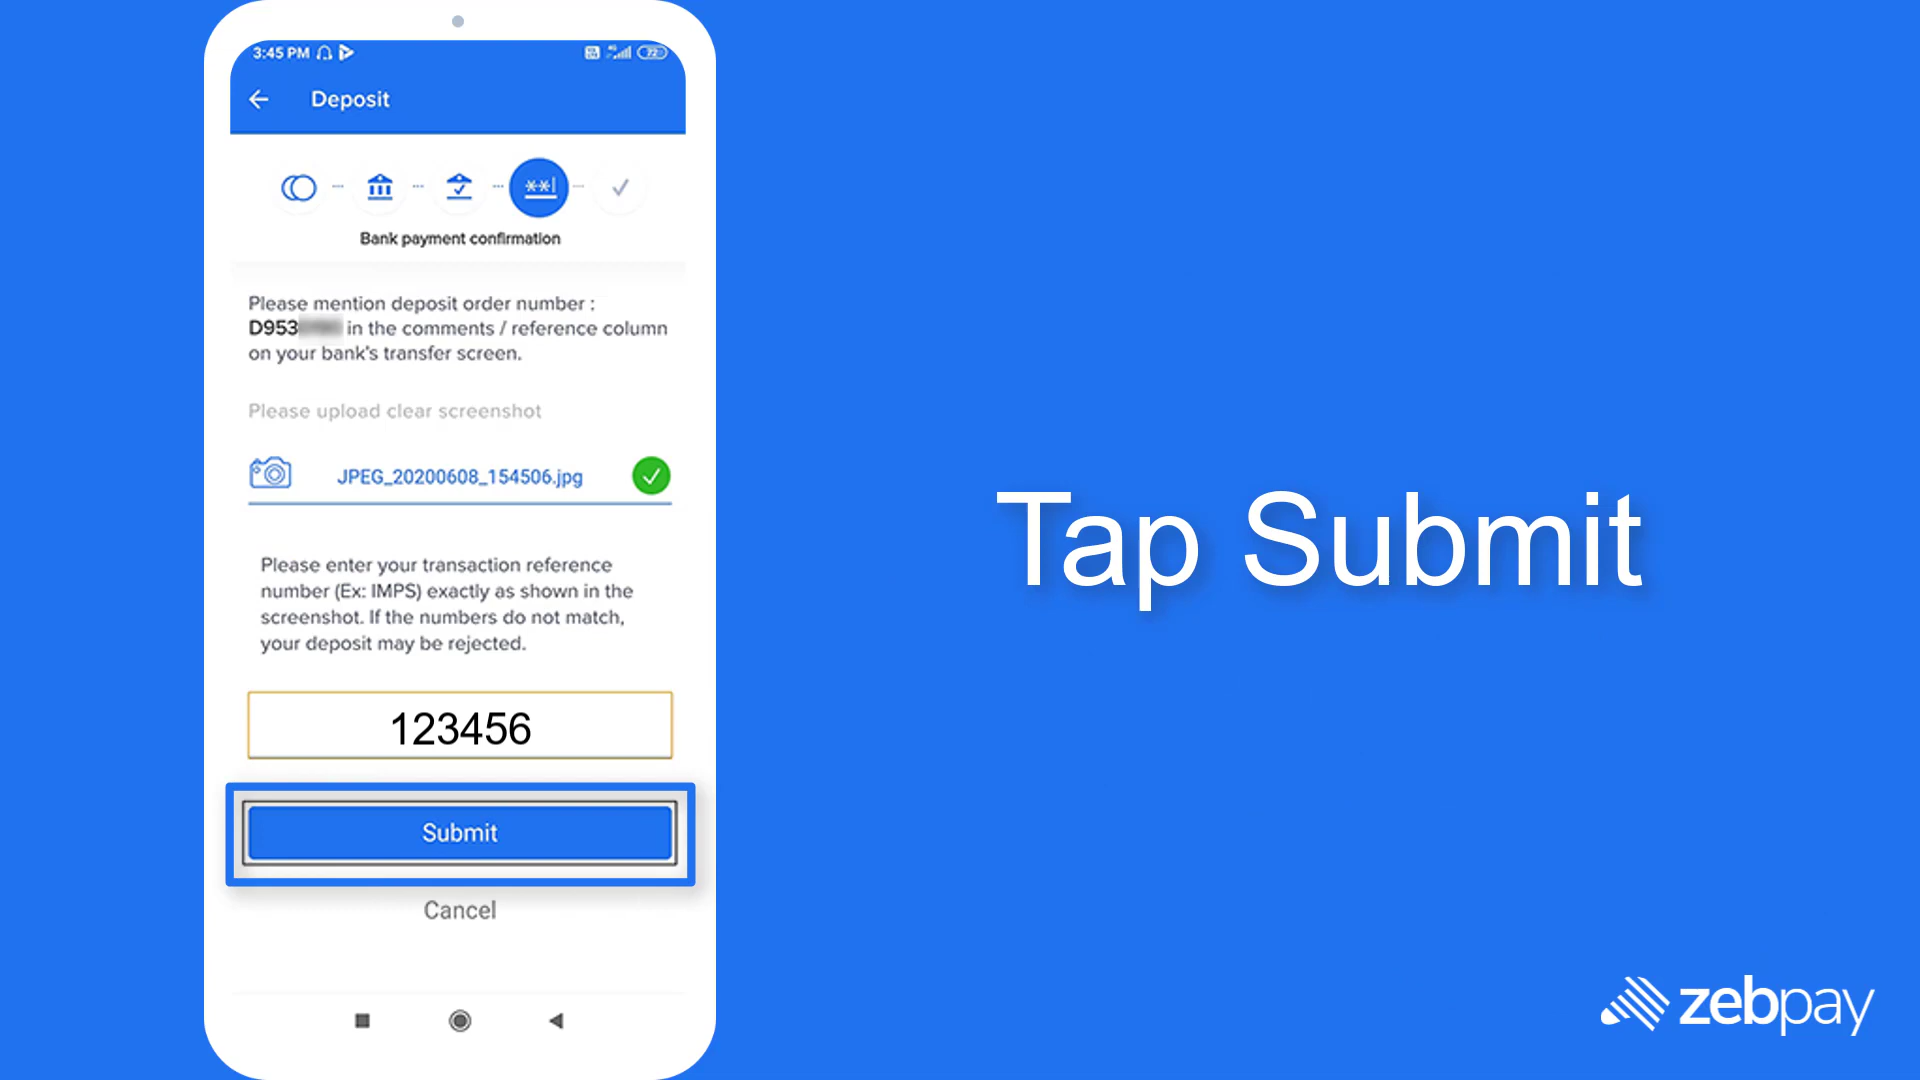 3:45 PM
72
Deposit
**|
Bank payment confirmation
Please mention deposit order number :
D953 in the comments / reference column
on your bank's transfer screen.
Please upload clear screenshot
JPEG_20200608_154506.jpg
Please enter your transaction reference
number (Ex: IMPS) exactly as shown in the
screenshot. If the numbers do not match,
your deposit may be rejected.
123456
Submit
Cancel
Tap Submit
zebpay